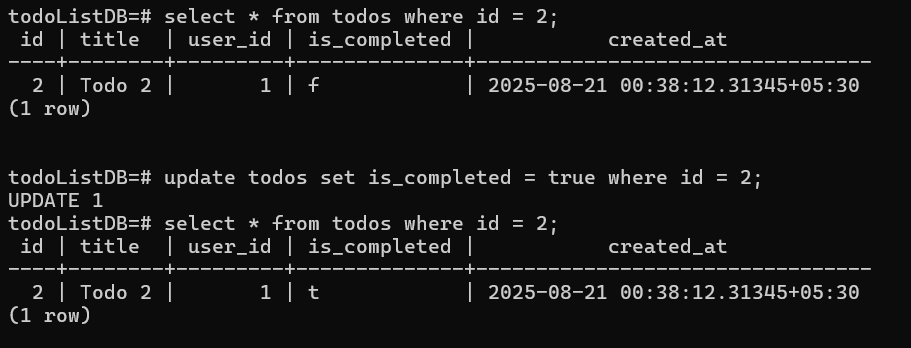 todoListDB=# select * from todos where id = 2;
 id | title  | user_id | is_completed |            created_at
----+--------+---------+--------------+----------------------------------
  2 | Todo 2 |       1 | f            | 2025-08-21 00:38:12.31345+05:30
(1 row)
todoListDB=# update todos set is_completed = true where id = 2;
UPDATE 1
todoListDB=# select * from todos where id = 2;
 id | title  | user_id | is_completed |            created_at
----+--------+---------+--------------+----------------------------------
  2 | Todo 2 |       1 | t            | 2025-08-21 00:38:12.31345+05:30
(1 row)